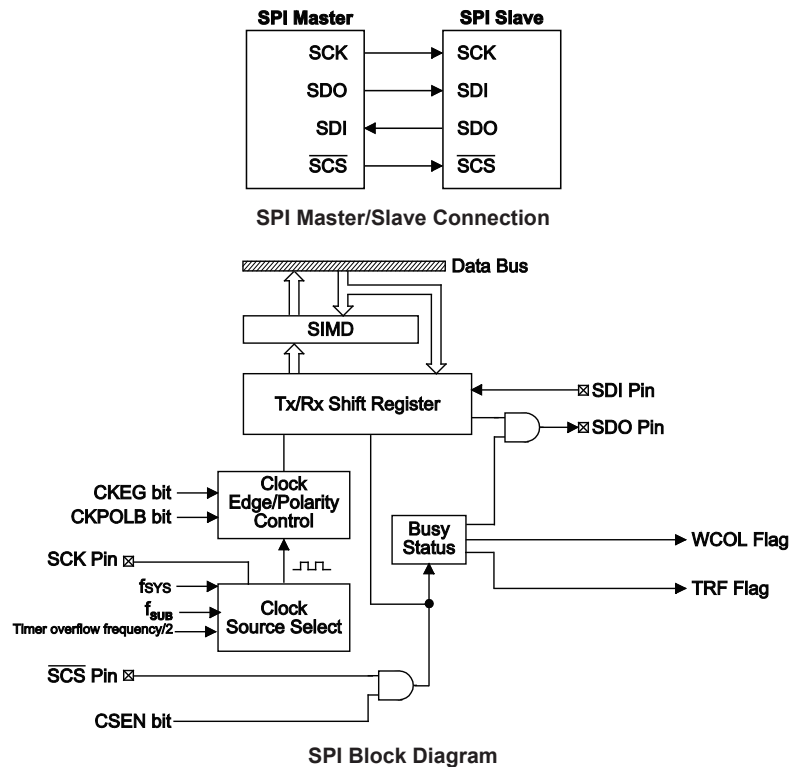 SPI Master
SPI Slave
SCK
SCK
SDO
SDI
SDI
SDO
SCS
SCS
SPI Master/Slave Connection
Data Bus
SIMD
Tx/Rx Shift Register
SDI Pin
SDO Pin
CKEG bit
CKPOLB bit
Clock
Edge/Polarity
Control
Busy
Status
WCOL Flag
TRF Flag
SCK Pin
fSYS
fSUB
Timer overflow frequency/2
Clock
Source Select
SCS Pin
CSEN bit
SPI Block Diagram